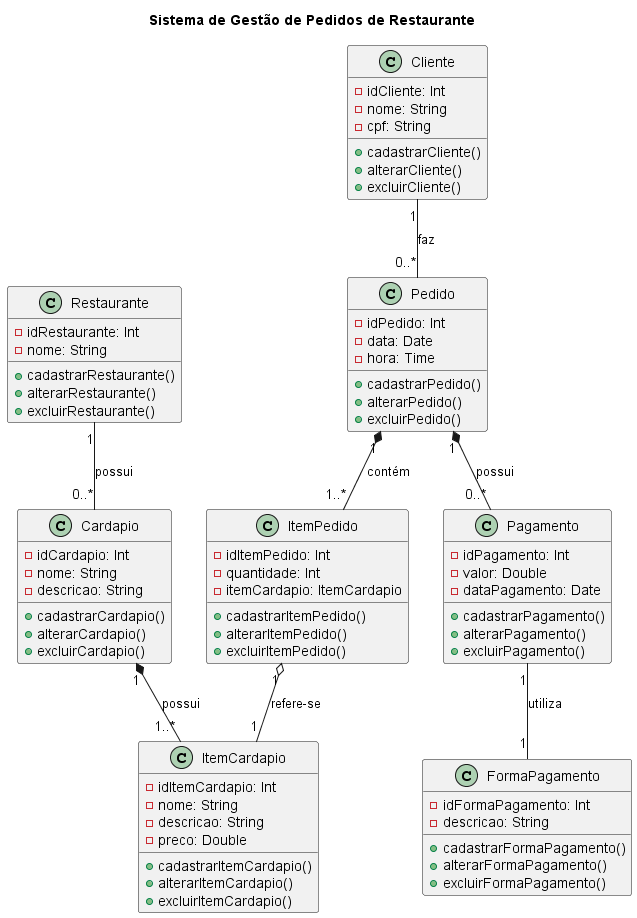 Sistema de Gestão de Pedidos de Restaurante
C Cliente
idCliente: Int
nome: String
cpf: String
cadastrarCliente()
alterarCliente()
excluirCliente()
1
faz
0..*
C Pedido
idPedido: Int
data: Date
hora: Time
cadastrarPedido()
alterarPedido()
excluirPedido()
C Restaurante
idRestaurante: Int
nome: String
cadastrarRestaurante()
alterarRestaurante()
excluirRestaurante()
1
possui
0..*
1
contém
1..*
1
possui
0..*
C Cardapio
idCardapio: Int
nome: String
descricao: String
cadastrarCardapio()
alterarCardapio()
excluirCardapio()
C ItemPedido
idItemPedido: Int
quantidade: Int
itemCardapio: ItemCardapio
cadastrarItemPedido()
alterarItemPedido()
excluirItemPedido()
C Pagamento
idPagamento: Int
valor: Double
dataPagamento: Date
cadastrarPagamento()
alterarPagamento()
excluirPagamento()
1
possui
1..*
1
refere-se
1
1
utiliza
1
C ItemCardapio
idItemCardapio: Int
nome: String
descricao: String
preco: Double
cadastrarItemCardapio()
alterarItemCardapio()
excluirItemCardapio()
C FormaPagamento
idFormaPagamento: Int
descricao: String
cadastrarFormaPagamento()
alterarFormaPagamento()
excluirFormaPagamento()